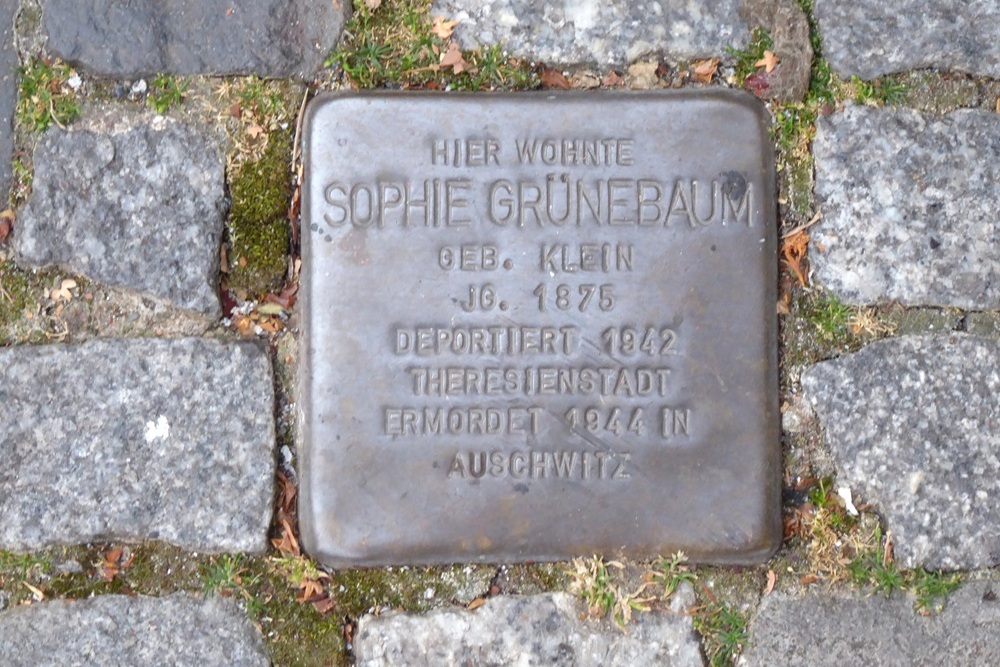 HIER WOHNTE
SOPHIE GRÜNEBAUM
GEB. KLEIN
JG. 1875
DEPORTIERT 1942
THERESIENSTADT
ERMORDET 1944 IN
AUSCHWITZ